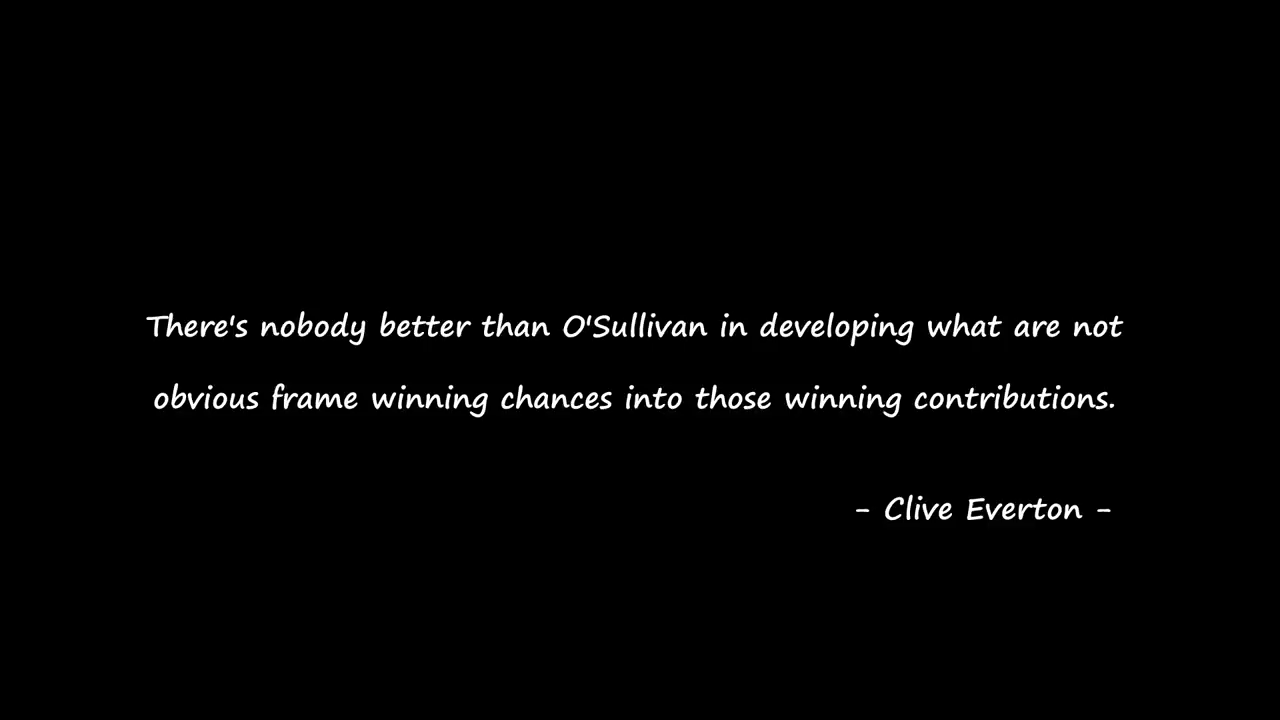 There's nobody better than O'Sullivan in developing what are not
obvious frame winning chances into those winning contributions.
- Clive Everton -